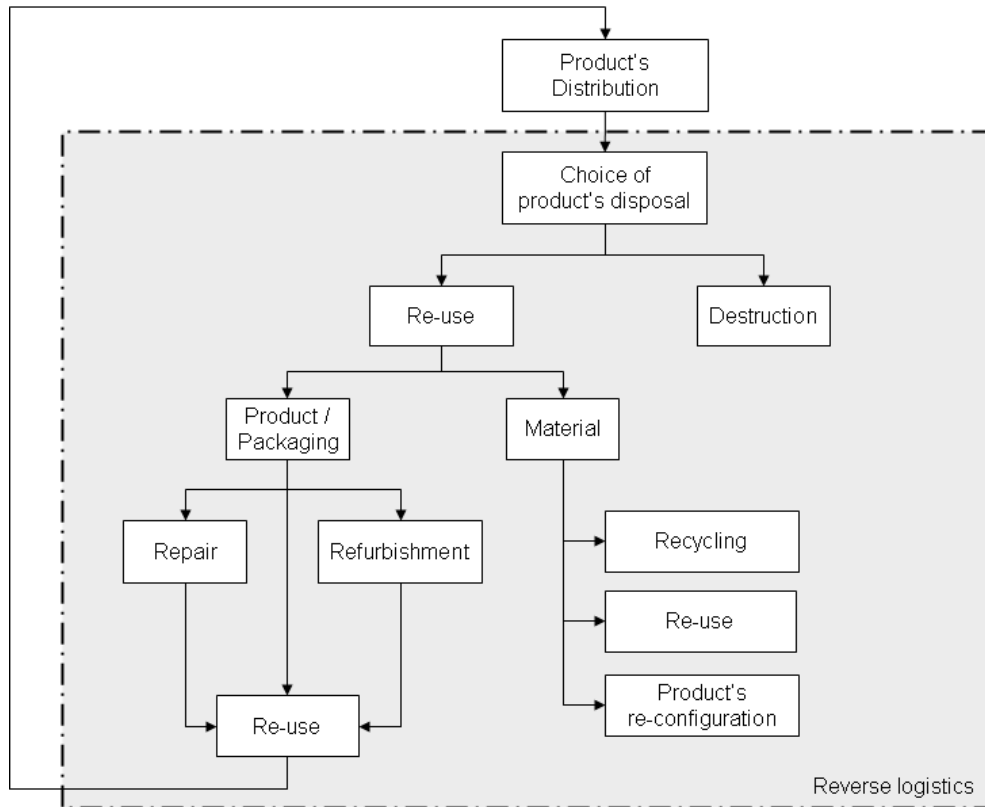 Product's
Distribution
Choice of
product's disposal
Re-use
Destruction
Product /
Packaging
Material
Repair
Refurbishment
Recycling
Re-use
Re-use
Product's
re-configuration
Reverse logistics